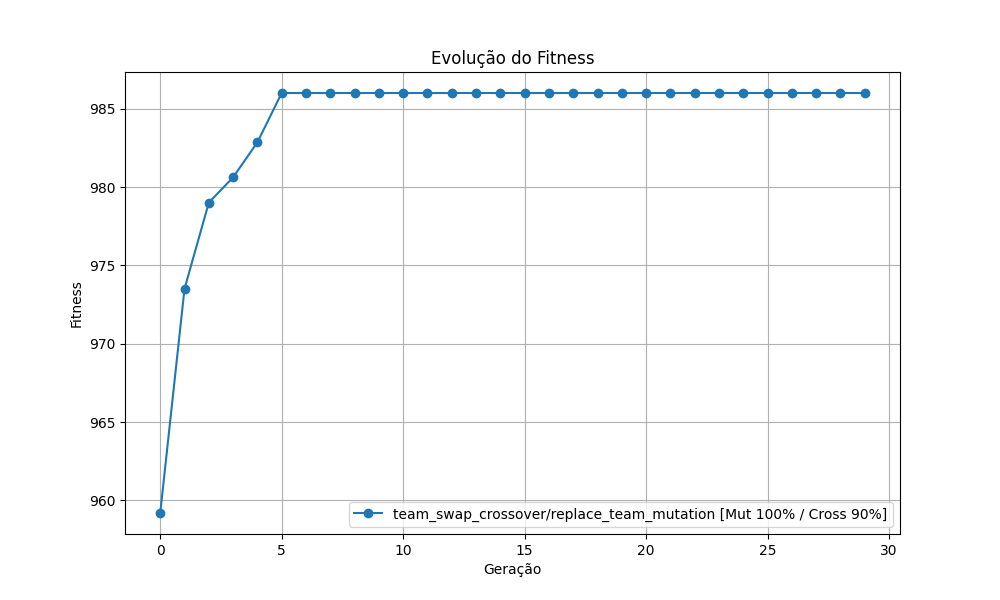 Evolução do Fitness
Fitness
985
980
975
970
965
960
team_swap_crossover/replace_team_mutation [Mut 100% / Cross 90%]
0 5 10 15 20 25 30
Geração